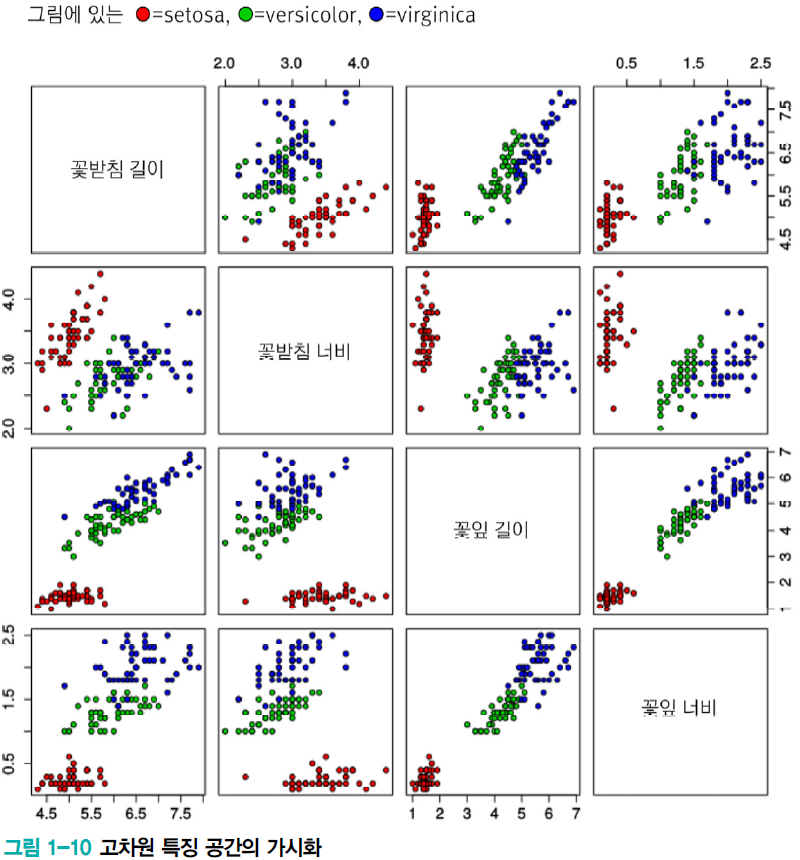 그림에 있는 ●=setosa, ●=versicolor, ●=virginica
2.0 3.0 4.0
0.5 1.5 2.5
꽃받침 길이
4.5 5.5 6.5 7.5
2.0 3.0 4.0
꽃받침 너비
꽃잎 길이
1 2 3 4 5 6 7
0.5 1.5 2.5
꽃잎 너비
4.5 5.5 6.5 7.5
1 2 3 4 5 6 7
그림 1-10 고차원 특징 공간의 가시화